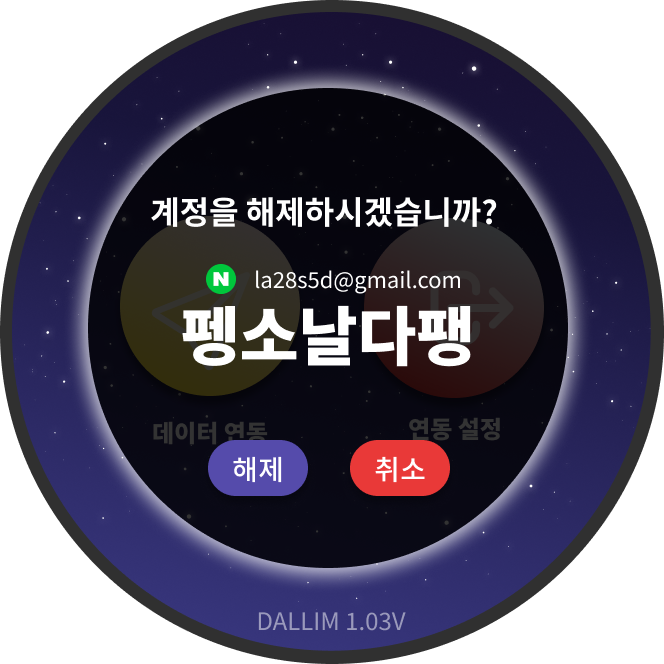 계정을 해제하시겠습니까?
N la28s5d@gmail.com
펭소날다팽
데이터 연동 연동 설정
해제 취소
DALLIM 1.03V